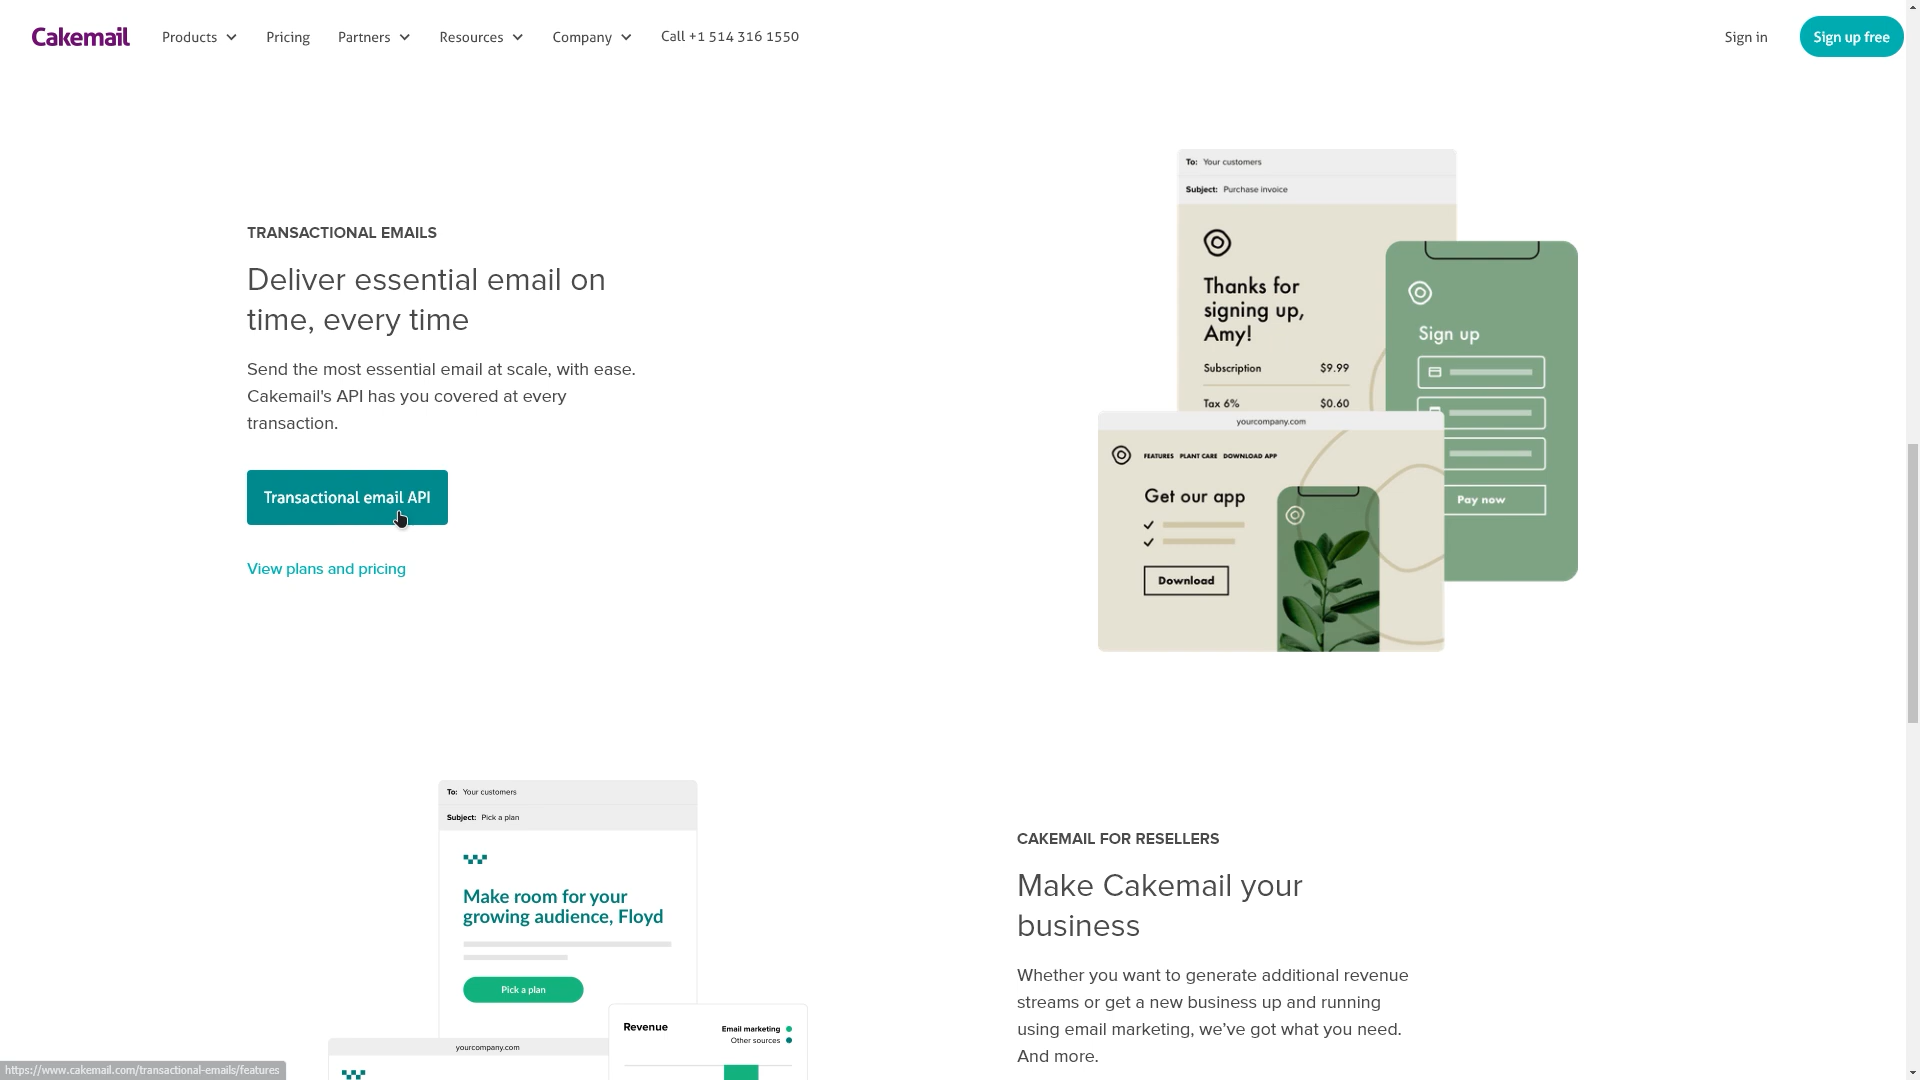 Cakemail
Products
Pricing
Partners
Resources
Company
Call +1 514 316 1550
Sign in
Sign up free
TRANSACTIONAL EMAILS
Deliver essential email on
time, every time
Send the most essential email at scale, with ease.
Cakemail's API has you covered at every
transaction.
Transactional email API
View plans and pricing
To: Your customers
Subject: Purchase invoice
Thanks for
signing up,
Amy!
Subscription $9.99
Tax 6% $0.60
Sign up
Pay now
yourcompany.com
FEATURES PLANT CARE DOWNLOAD APP
Get our app
Download
To: Your customers
Subject: Pick a plan
Make room for your
growing audience, Floyd
Pick a plan
Revenue
Email marketing
Other sources
yourcompany.com
CAKEMAIL FOR RESELLERS
Make Cakemail your
business
Whether you want to generate additional revenue
streams or get a new business up and running
using email marketing, we’ve got what you need.
And more.
https://www.cakemail.com/transactional-emails/features